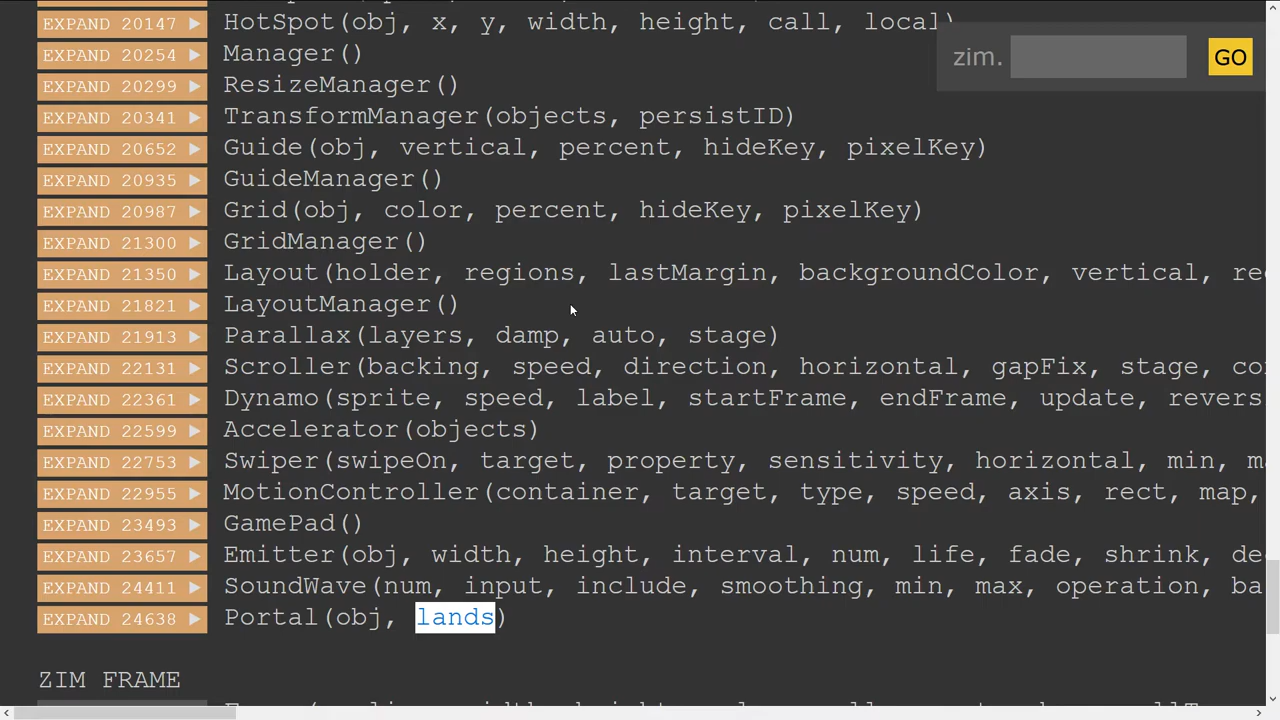 EXPAND 20147 ▶ HotSpot(obj, x, y, width, height, call, local)
zim. GO
EXPAND 20254 ▶ Manager()
EXPAND 20299 ▶ ResizeManager()
EXPAND 20341 ▶ TransformManager(objects, persistID)
EXPAND 20652 ▶ Guide(obj, vertical, percent, hideKey, pixelKey)
EXPAND 20935 ▶ GuideManager()
EXPAND 20987 ▶ Grid(obj, color, percent, hideKey, pixelKey)
EXPAND 21300 ▶ GridManager()
EXPAND 21350 ▶ Layout(holder, regions, lastMargin, backgroundColor, vertical, re
EXPAND 21821 ▶ LayoutManager()
EXPAND 21913 ▶ Parallax(layers, damp, auto, stage)
EXPAND 22131 ▶ Scroller(backing, speed, direction, horizontal, gapFix, stage, co
EXPAND 22361 ▶ Dynamo(sprite, speed, label, startFrame, endFrame, update, revers
EXPAND 22599 ▶ Accelerator(objects)
EXPAND 22753 ▶ Swiper(swipeOn, target, property, sensitivity, horizontal, min, m
EXPAND 22955 ▶ MotionController(container, target, type, speed, axis, rect, map,
EXPAND 23493 ▶ GamePad()
EXPAND 23657 ▶ Emitter(obj, width, height, interval, num, life, fade, shrink, de
EXPAND 24411 ▶ SoundWave(num, input, include, smoothing, min, max, operation, ba
EXPAND 24638 ▶ Portal(obj, lands)
ZIM FRAME